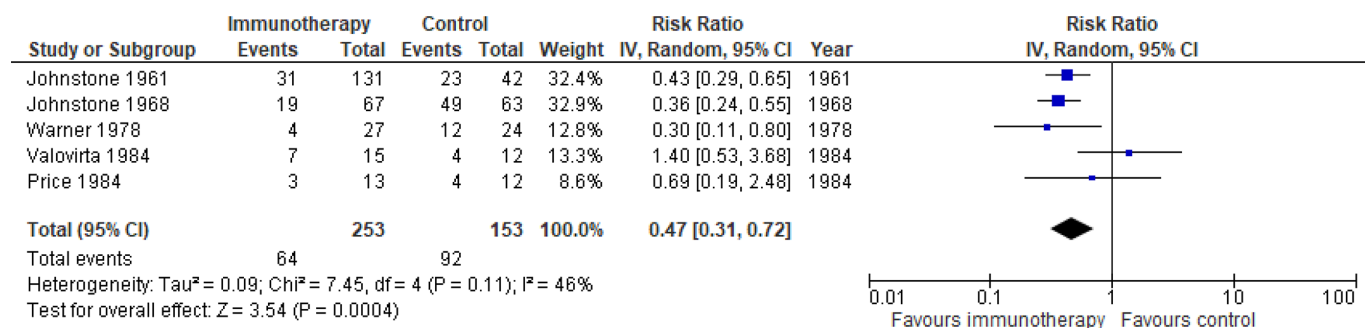 Immunotherapy Control Risk Ratio Risk Ratio
Study or Subgroup Events Total Events Total Weight IV, Random, 95% CI Year IV, Random, 95% CI
Johnstone 1961 31 131 23 42 32.4% 0.43 [0.29, 0.65] 1961
Johnstone 1968 19 67 49 63 32.9% 0.36 [0.24, 0.55] 1968
Warner 1978 4 27 12 24 12.8% 0.30 [0.11, 0.80] 1978
Valovirta 1984 7 15 4 12 13.3% 1.40 [0.53, 3.68] 1984
Price 1984 3 13 4 12 8.6% 0.69 [0.19, 2.48] 1984
Total (95% CI) 253 153 100.0% 0.47 [0.31, 0.72]
Total events 64 92
Heterogeneity: Tau² = 0.09; Chi² = 7.45, df = 4 (P = 0.11); I² = 46%
Test for overall effect: Z = 3.54 (P = 0.0004)
0.01 0.1 1 10 100
Favours immunotherapy Favours control